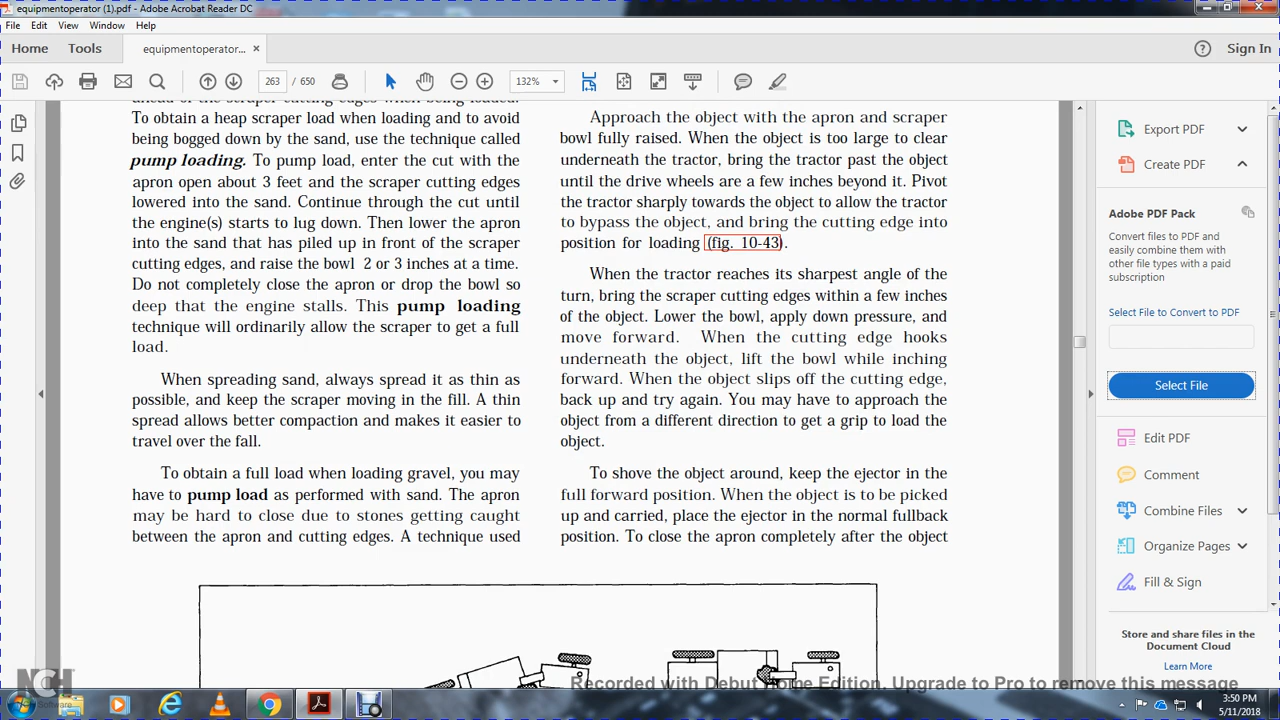 equipmentoperator (1).pdf - Adobe Acrobat Reader DC
File Edit View Window Help
Home Tools equipmentoperator... × Sign In
263 / 650 132%
ahead of the scraper cutting edges when being loaded.
To obtain a heap scraper load when loading and to avoid
being bogged down by the sand, use the technique called
pump loading. To pump load, enter the cut with the
apron open about 3 feet and the scraper cutting edges
lowered into the sand. Continue through the cut until
the engine(s) starts to lug down. Then lower the apron
into the sand that has piled up in front of the scraper
cutting edges, and raise the bowl 2 or 3 inches at a time.
Do not completely close the apron or drop the bowl so
deep that the engine stalls. This pump loading
technique will ordinarily allow the scraper to get a full
load.
When spreading sand, always spread it as thin as
possible, and keep the scraper moving in the fill. A thin
spread allows better compaction and makes it easier to
travel over the fall.
To obtain a full load when loading gravel, you may
have to pump load as performed with sand. The apron
may be hard to close due to stones getting caught
between the apron and cutting edges. A technique used
Approach the object with the apron and scraper
bowl fully raised. When the object is too large to clear
underneath the tractor, bring the tractor past the object
until the drive wheels are a few inches beyond it. Pivot
the tractor sharply towards the object to allow the tractor
to bypass the object, and bring the cutting edge into
position for loading (fig. 10-43).
When the tractor reaches its sharpest angle of the
turn, bring the scraper cutting edges within a few inches
of the object. Lower the bowl, apply down pressure, and
move forward. When the cutting edge hooks
underneath the object, lift the bowl while inching
forward. When the object slips off the cutting edge,
back up and try again. You may have to approach the
object from a different direction to get a grip to load the
object.
To shove the object around, keep the ejector in the
full forward position. When the object is to be picked
up and carried, place the ejector in the normal fullback
position. To close the apron completely after the object
Export PDF
Create PDF
Adobe PDF Pack
Convert files to PDF and
easily combine them with
other file types with a paid
subscription
Select File to Convert to PDF
Select File
Edit PDF
Comment
Combine Files
Organize Pages
Fill & Sign
Store and share files in the
Document Cloud
Learn More
NCH
Software
Recorded with Debut Home Edition. Upgrade to Pro to remove this message
3:50 PM
5/11/2018